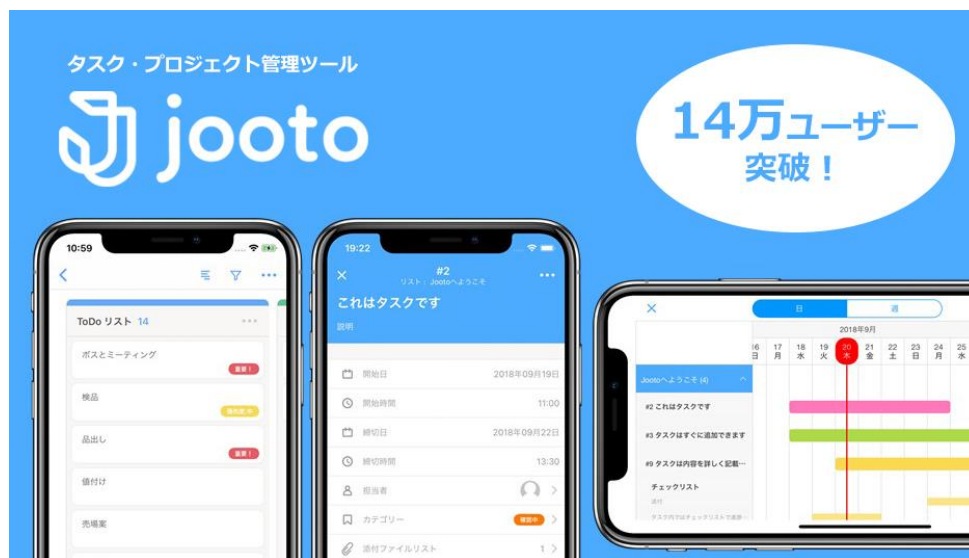 タスク・プロジェクト管理ツール
jooto
14万ユーザー
突破！
10:59
ToDo リスト 14
ボスとミーティング
重要！
検品
品出し
重要！
値付け
売場案
19:22
#2
リスト： Jootoへようこそ
これはタスクです
説明
開始日 2018年09月19日
開始時間 11:00
締切日 2018年09月22日
締切時間 13:30
担当者
カテゴリー 確認中
添付ファイルリスト 1
日 週
2018年9月
16 17 18 19 20 21 22 23 24 25
日 月 火 水 木 金 土 日 月 火
Jootoへようこそ (4)
#2 これはタスクです
#3 タスクはすぐに追加できます
#9 タスクは内容を詳しく記載…
チェックリスト
添付